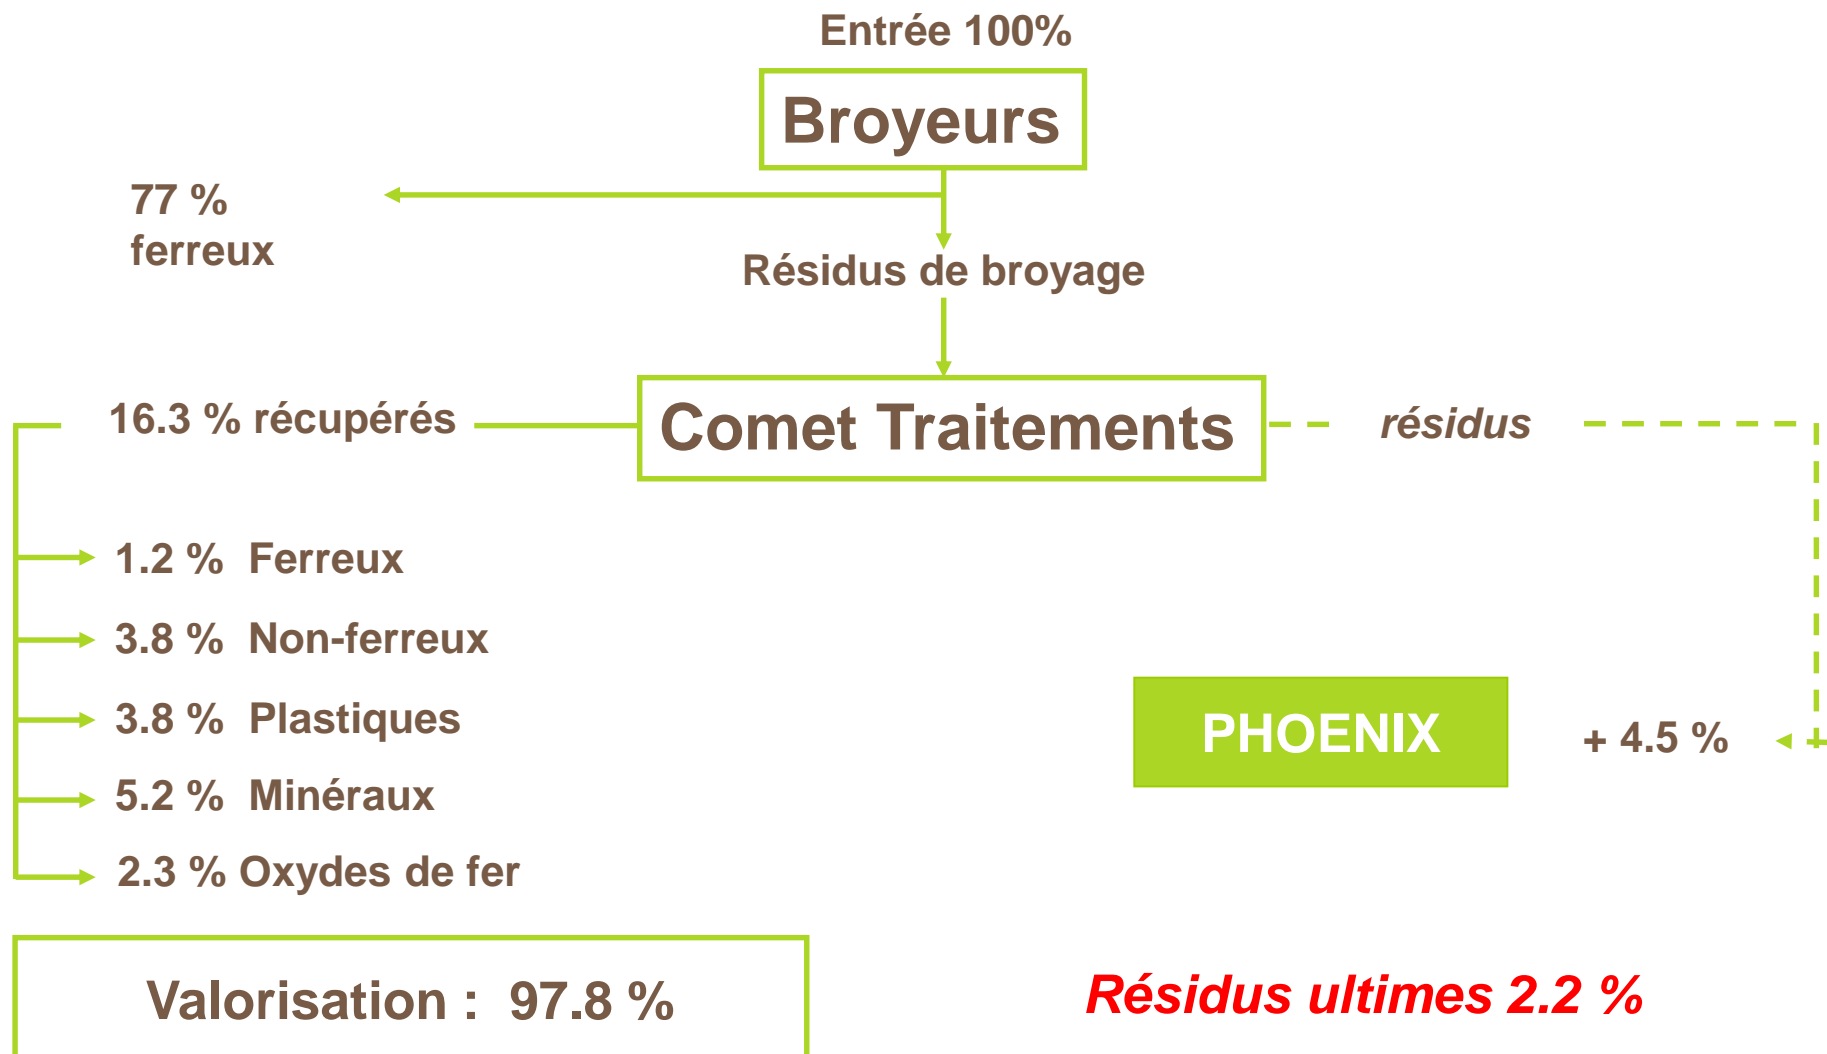 Entrée 100%
Broyeurs
77 %
ferreux
Résidus de broyage
16.3 % récupérés
Comet Traitements
résidus
1.2 % Ferreux
3.8 % Non-ferreux
3.8 % Plastiques
PHOENIX
+ 4.5 %
5.2 % Minéraux
2.3 % Oxydes de fer
Valorisation : 97.8 %
Résidus ultimes 2.2 %